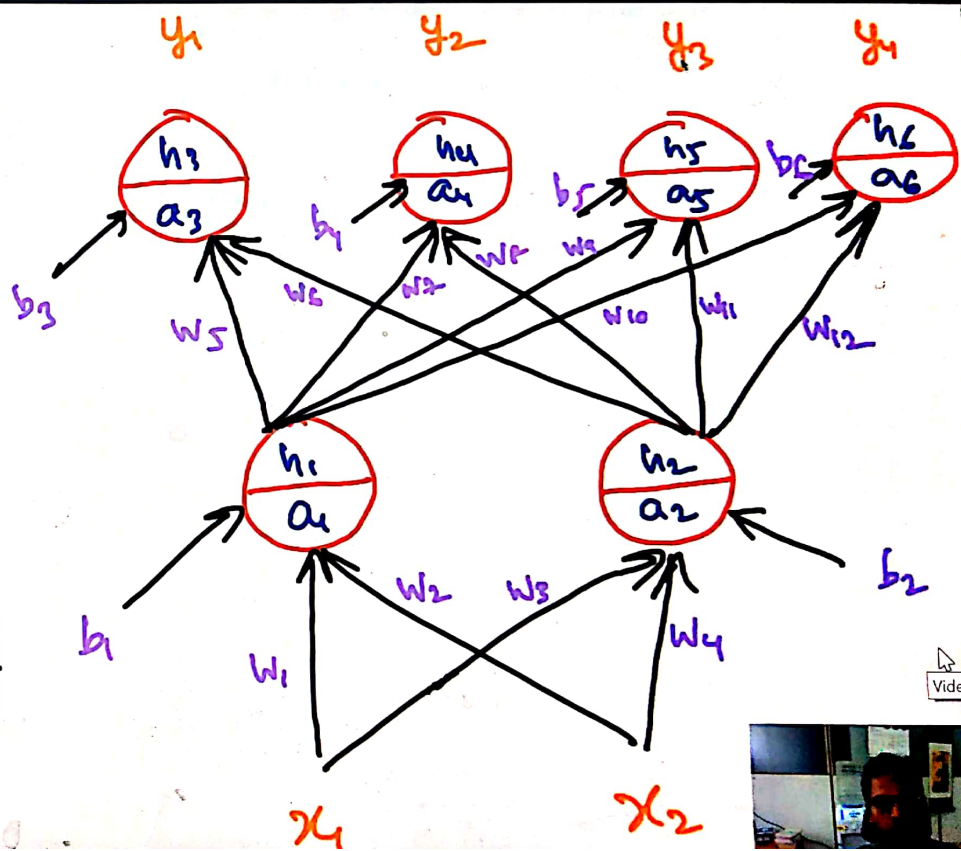 y1 y2 y3 y4
h3 h4 h5 h6
a3 a4 a5 a6
b3 b4 b5 b6
W5 W6 W7 W8 W9 W10 W11 W12
h1 h2
a1 a2
b1 b2
W1 W2 W3 W4
x1 x2
Vide